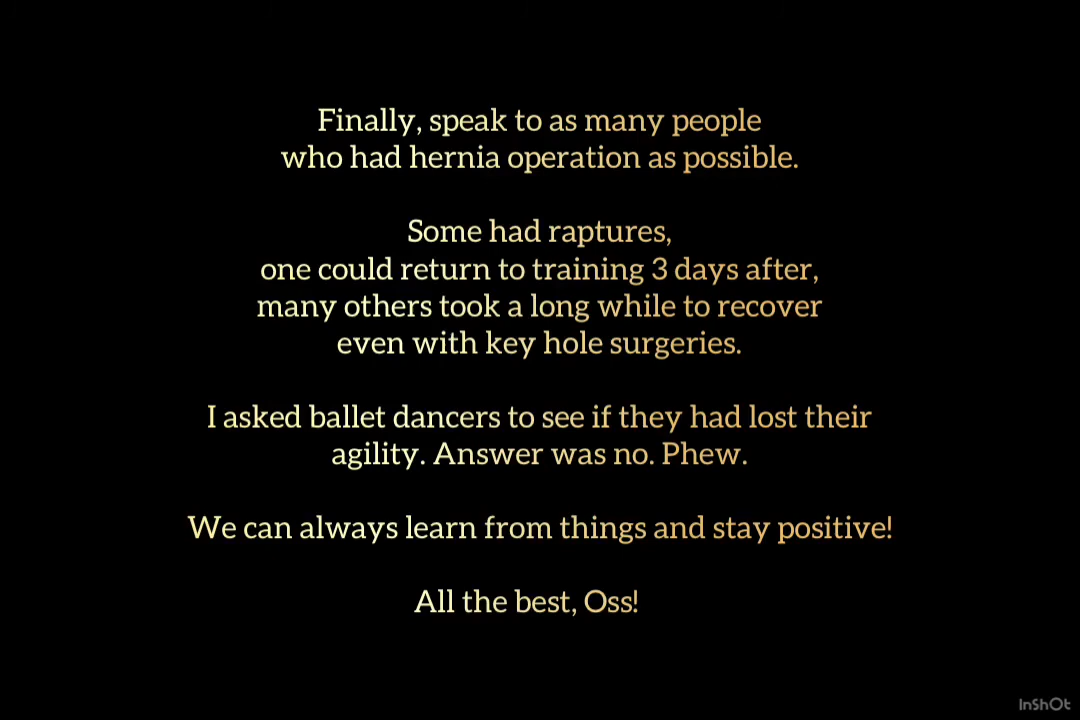 Finally, speak to as many people
who had hernia operation as possible.
Some had raptures,
one could return to training 3 days after,
many others took a long while to recover
even with key hole surgeries.
I asked ballet dancers to see if they had lost their
agility. Answer was no. Phew.
We can always learn from things and stay positive!
All the best, Oss!
InShOt